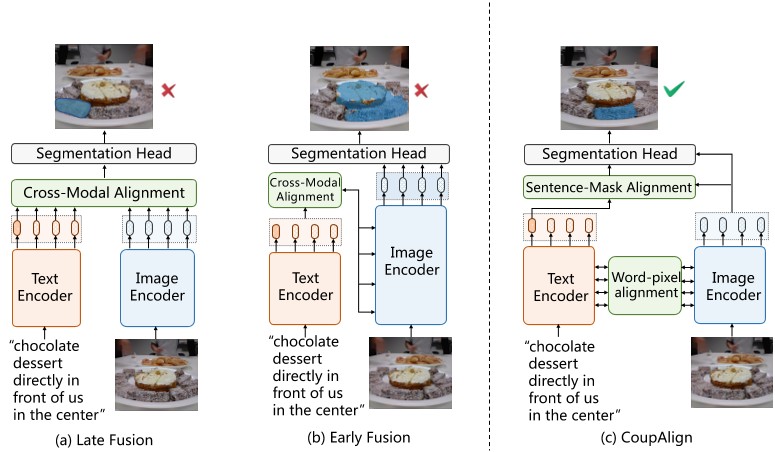 Segmentation Head
Cross-Modal Alignment
Text
Encoder
Image
Encoder
“chocolate
dessert
directly in
front of us
in the center”
(a) Late Fusion
Segmentation Head
Cross-Modal
Alignment
Text
Encoder
Image
Encoder
“chocolate
dessert
directly in
front of us
in the center”
(b) Early Fusion
Segmentation Head
Sentence-Mask Alignment
Text
Encoder
Word-pixel
alignment
Image
Encoder
“chocolate
dessert
directly in
front of us
in the center”
(c) CoupAlign